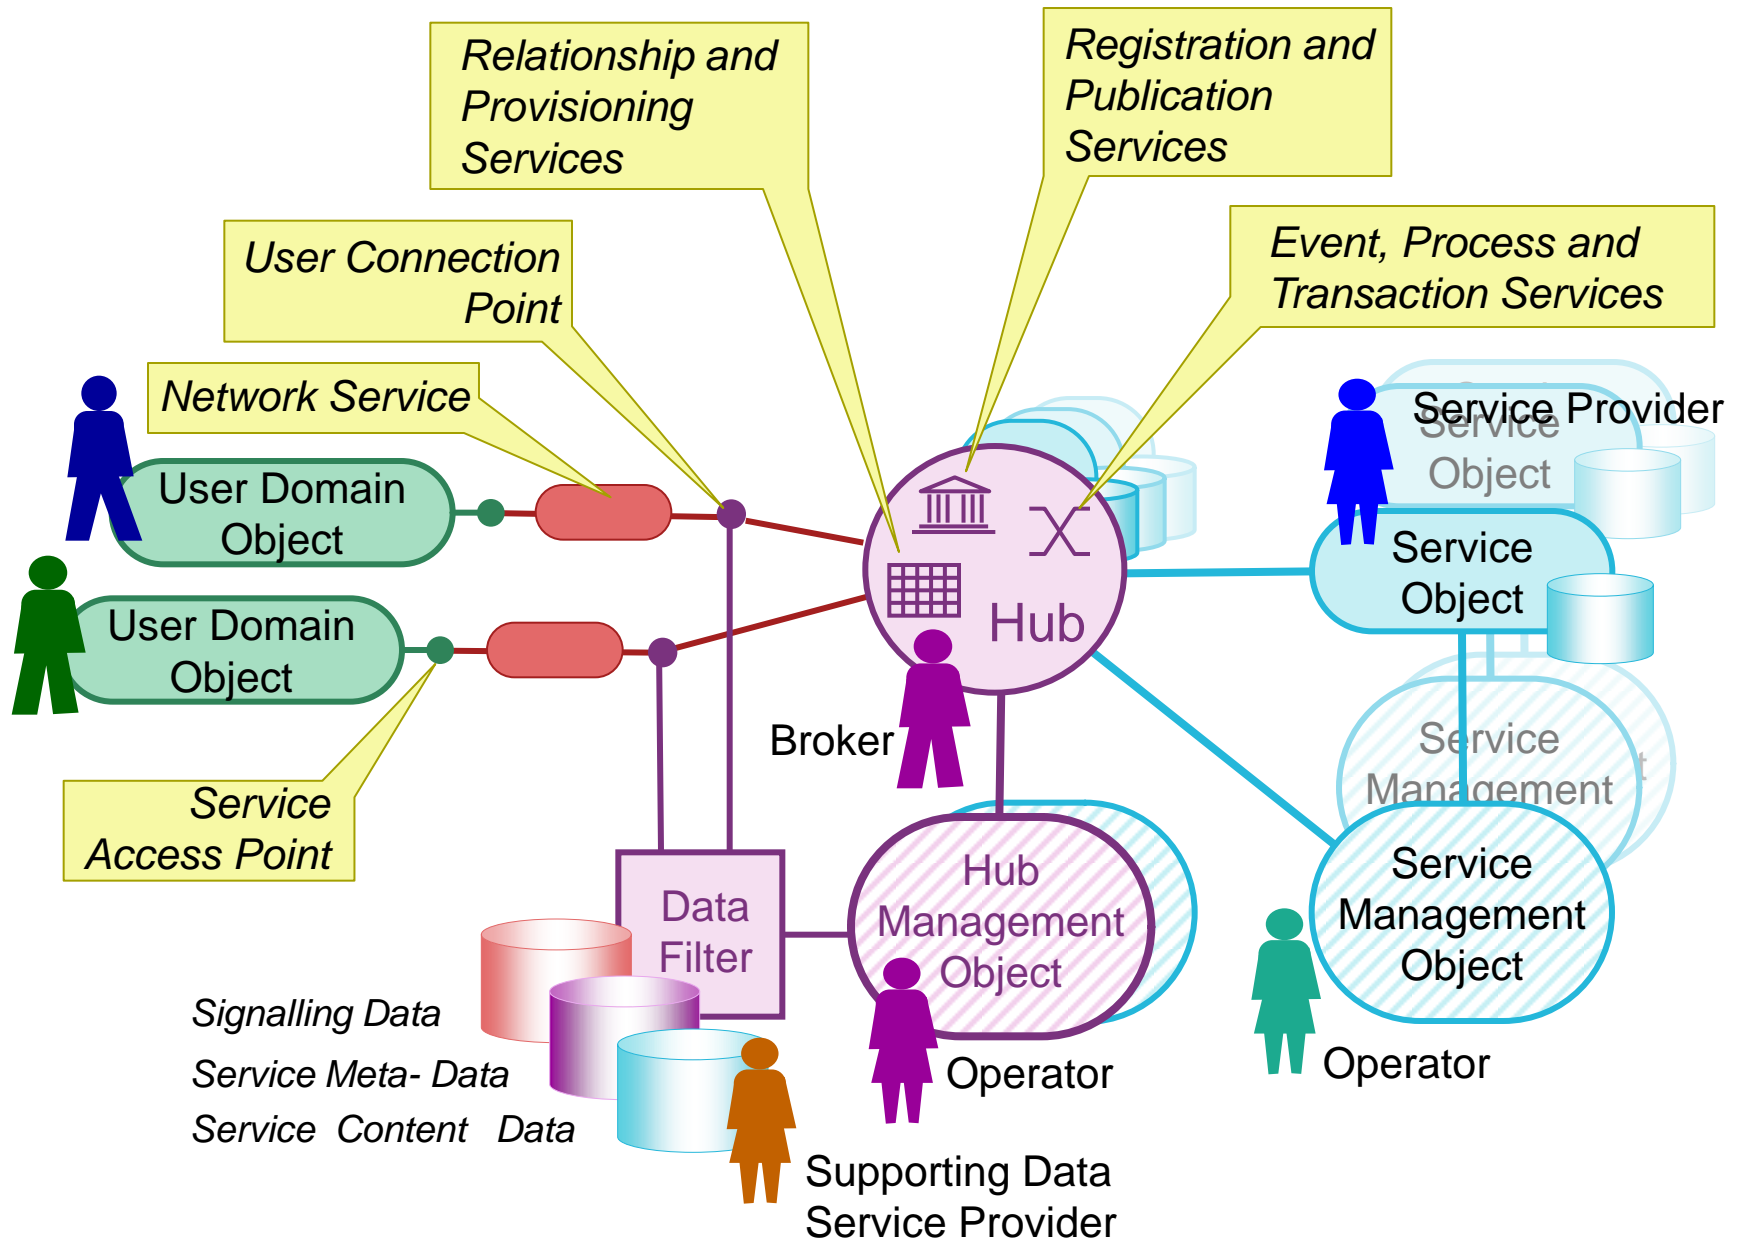 Relationship and
Provisioning
Services
Registration and
Publication
Services
User Connection
Point
Event, Process and
Transaction Services
Network Service
Service Provider
Service
Object
User Domain
Object
Service
Object
Hub
User Domain
Object
Broker
Service
Management
Service
Access Point
Hub
Management
Object
Service
Management
Object
Data
Filter
Signalling Data
Service Meta- Data
Service Content Data
Operator
Operator
Supporting Data
Service Provider